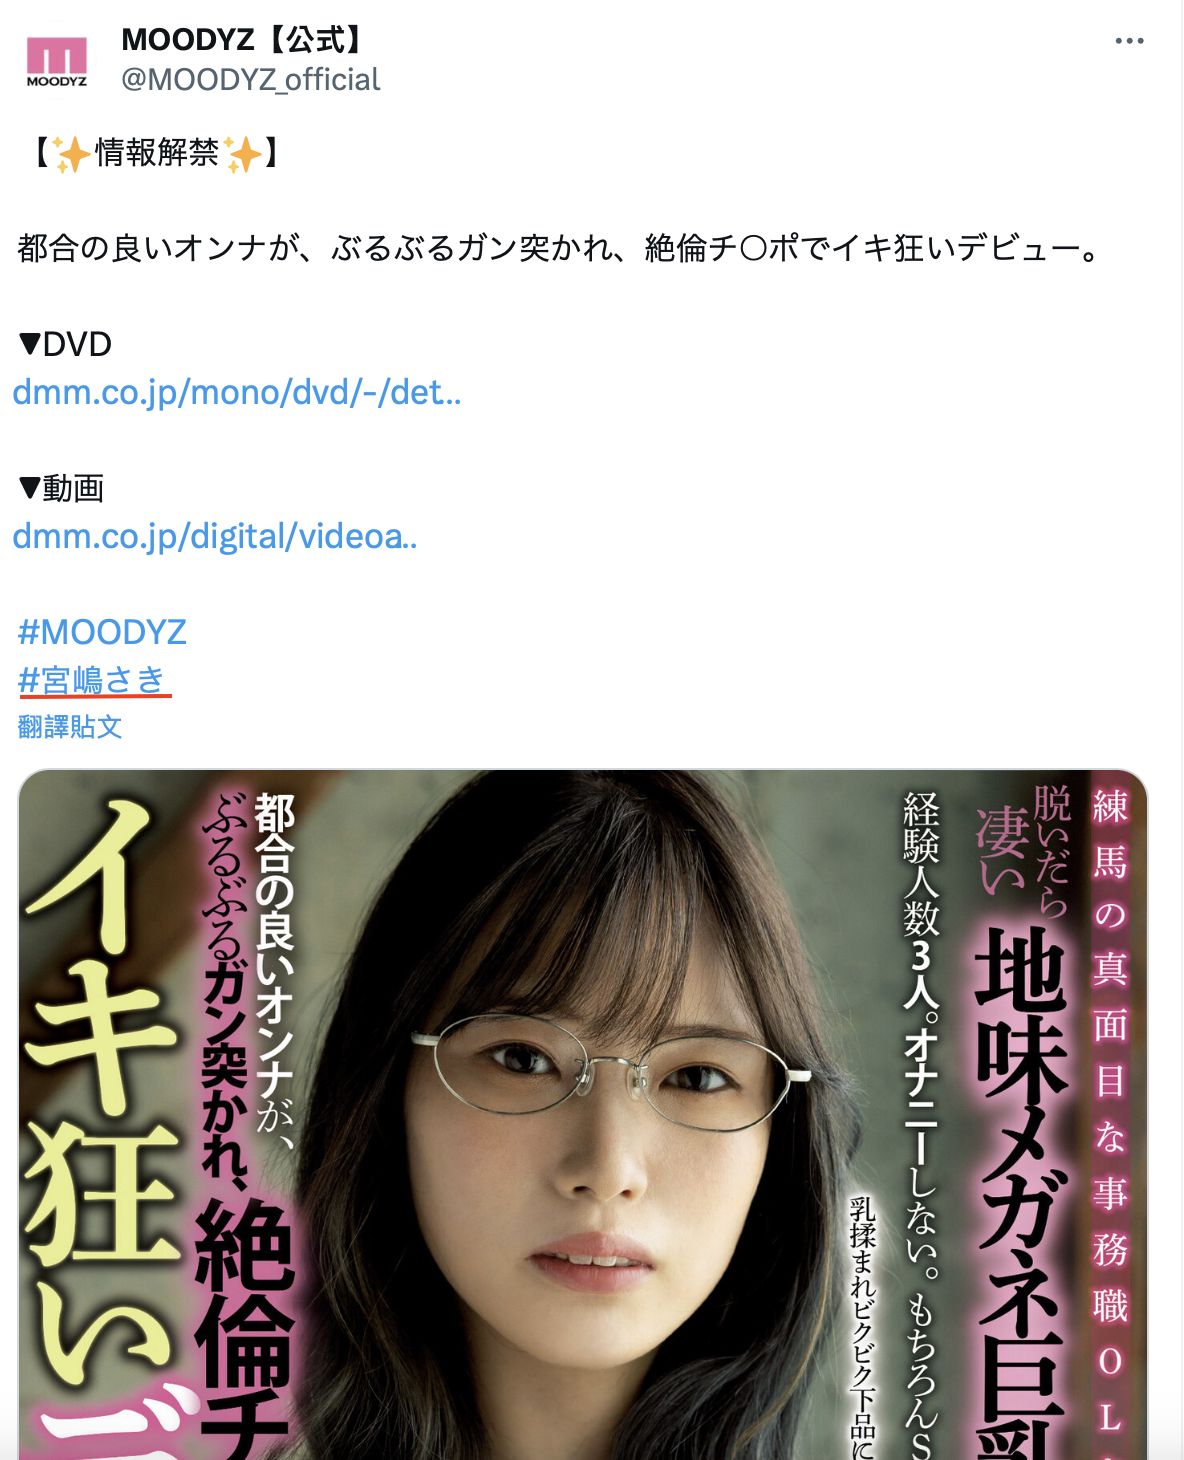 MOODYZ【公式】
MOODYZ
@MOODYZ_official
【✨情報解禁✨】
都合の良いオンナが、ぶるぶるガン突かれ、絶倫チ〇ポでイキ狂いデビュー。
▼DVD
dmm.co.jp/mono/dvd/-/det...
▼動画
dmm.co.jp/digital/videoa...
#MOODYZ
#宮嶋さき
翻譯貼文
練馬の真面目な事務職OL
脱いだら
凄い
地味メガネ巨乳
経験人数3人。オナニーしない。もちろんS
乳揉まれビクビク下品に
都合の良いオンナが、
ぶるぶるガン突かれ、絶倫チ
イキ狂いデ